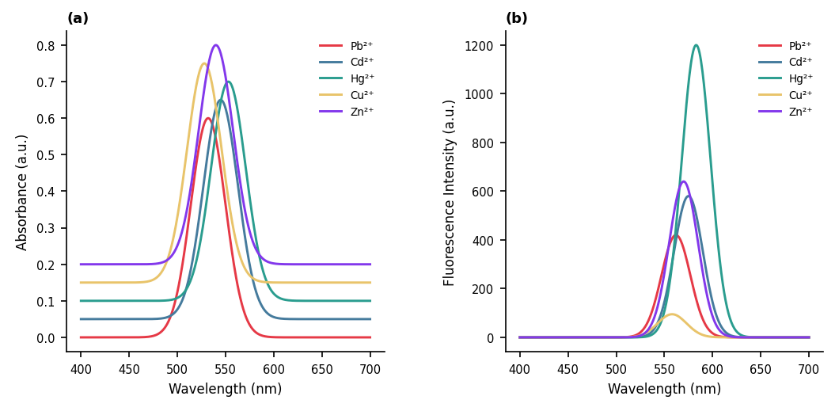 (a)
Absorbance (a.u.)
0.8
0.7
0.6
0.5
0.4
0.3
0.2
0.1
0.0
Pb²⁺
Cd²⁺
Hg²⁺
Cu²⁺
Zn²⁺
400 450 500 550 600 650 700
Wavelength (nm)
(b)
Fluorescence Intensity (a.u.)
1200
1000
800
600
400
200
0
Pb²⁺
Cd²⁺
Hg²⁺
Cu²⁺
Zn²⁺
400 450 500 550 600 650 700
Wavelength (nm)